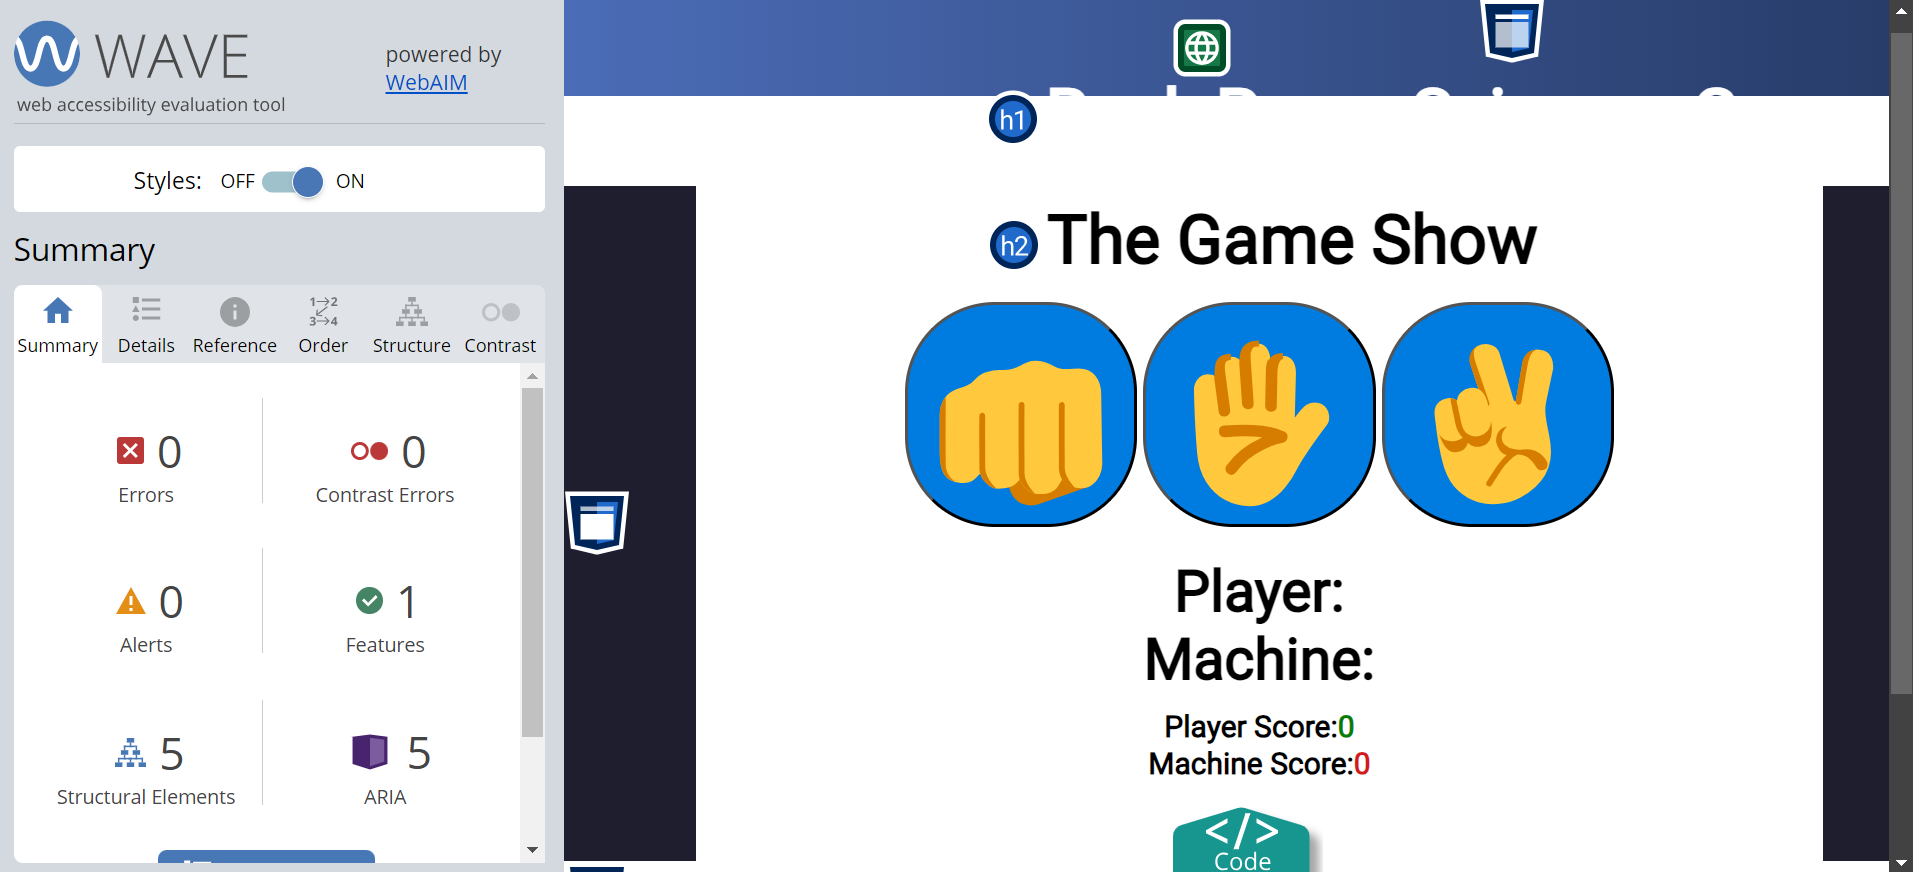 WAVE
powered by
WebAIM
web accessibility evaluation tool
Styles: OFF ON
Summary
Summary Details Reference Order Structure Contrast
0 Errors
0 Contrast Errors
0 Alerts
1 Features
5 Structural Elements
5 ARIA
h1
h2 The Game Show
Player:
Machine:
Player Score:0
Machine Score:0
</>
Code